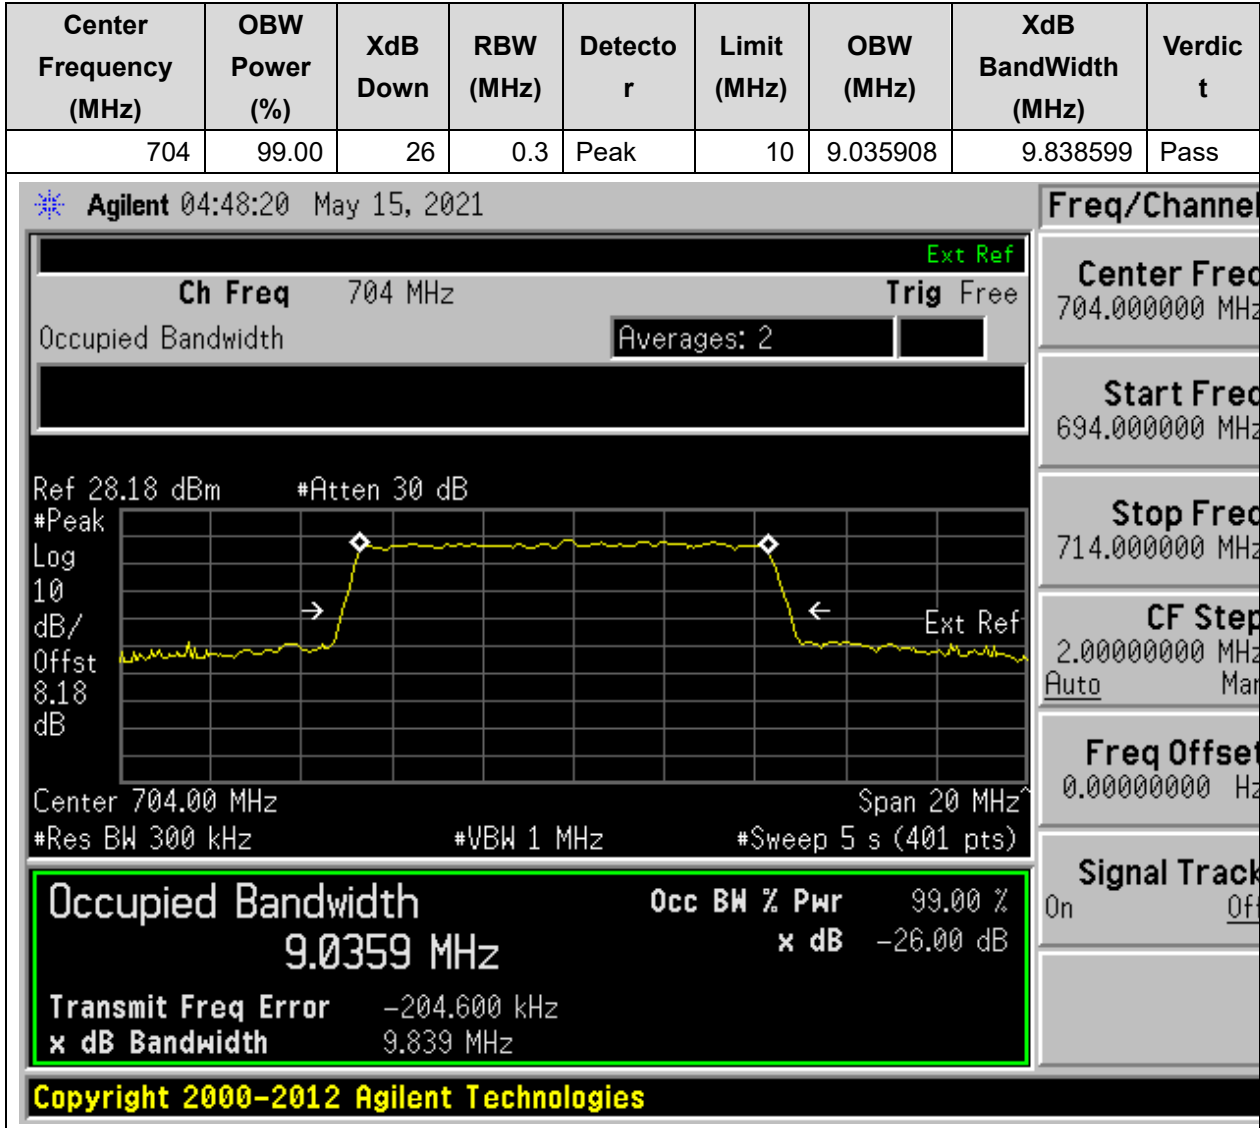 Center Frequency (MHz) OBW Power (%) XdB Down RBW (MHz) Detecto r Limit (MHz) OBW (MHz) XdB BandWidth (MHz) Verdic t
704 99.00 26 0.3 Peak 10 9.035908 9.838599 Pass
Agilent 04:48:20 May 15, 2021
Freq/Channel
Ext Ref
Ch Freq 704 MHz Trig Free
Occupied Bandwidth Averages: 2
Center Freq
704.000000 MHz
Start Freq
694.000000 MHz
Stop Freq
714.000000 MHz
CF Step
2.00000000 MHz
Auto Man
Freq Offset
0.00000000 Hz
Signal Track
On Off
Ref 28.18 dBm #Atten 30 dB
#Peak
Log
10
dB/
Offst
8.18
dB
Ext Ref
Center 704.00 MHz Span 20 MHz^
#Res BW 300 kHz #VBW 1 MHz #Sweep 5 s (401 pts)
Occupied Bandwidth
9.0359 MHz
Occ BW % Pwr 99.00 %
x dB -26.00 dB
Transmit Freq Error -204.600 kHz
x dB Bandwidth 9.839 MHz
Copyright 2000-2012 Agilent Technologies